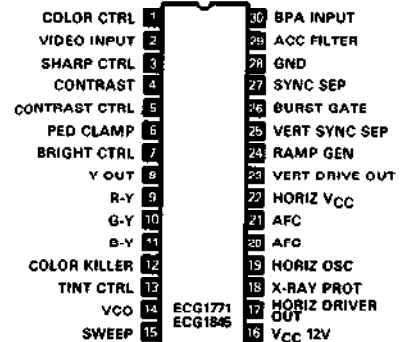 COLOR CTRL 1
VIDEO INPUT 2
SHARP CTRL 3
CONTRAST 4
CONTRAST CTRL 5
PED CLAMP 6
BRIGHT CTRL 7
Y OUT 8
R-Y 9
G-Y 10
B-Y 11
COLOR KILLER 12
TINT CTRL 13
VCO 14
SWEEP 15
ECG1771
ECG1845
30 BPA INPUT
29 ACC FILTER
28 GND
27 SYNC SEP
26 BURST GATE
25 VERT SYNC SEP
24 RAMP GEN
23 VERT DRIVE OUT
22 HORIZ VCC
21 AFC
20 AFC
19 HORIZ OSC
18 X-RAY PROT
17 HORIZ DRIVER
OUT
16 VCC 12V